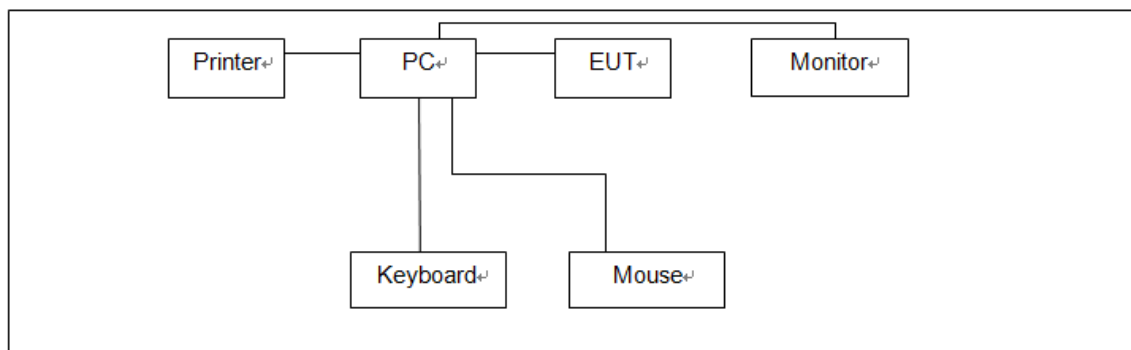 Printer
PC
EUT
Monitor
Keyboard
Mouse